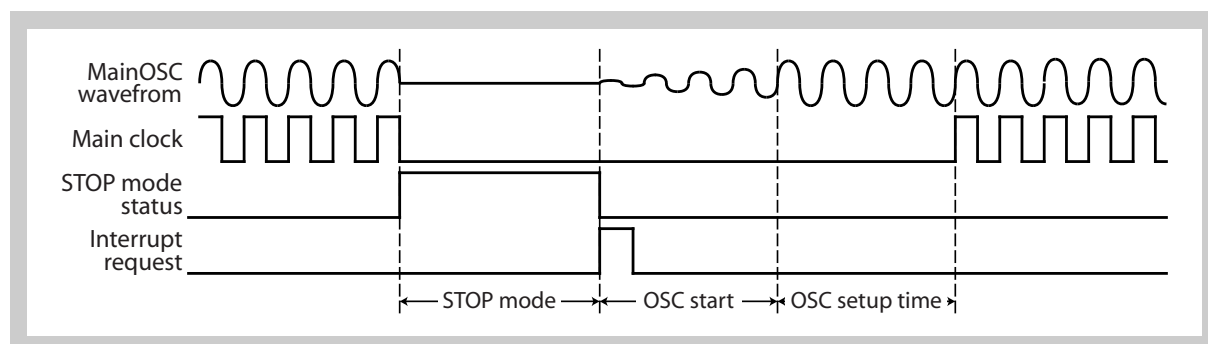 MainOSC
wavefrom
Main clock
STOP mode
status
Interrupt
request
STOP mode
OSC start
OSC setup time